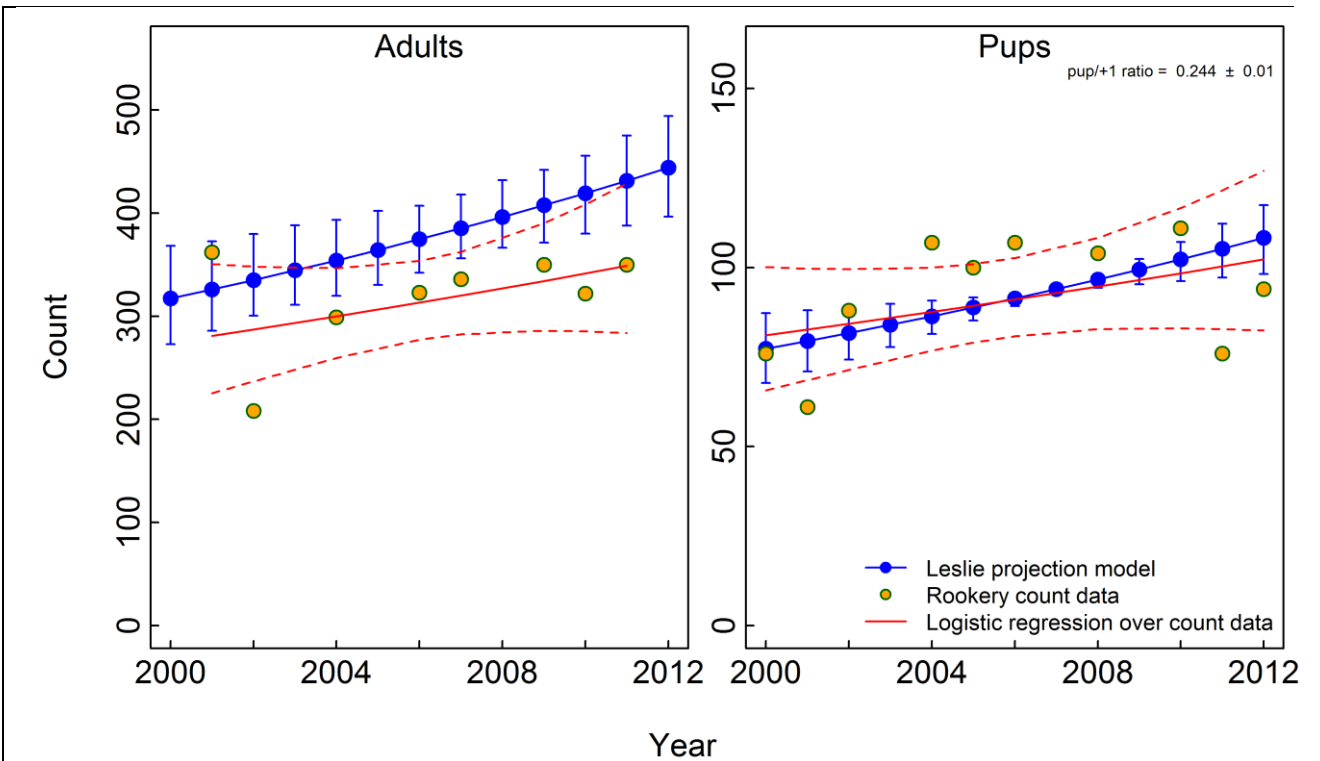 Adults
Pups
pup/+1 ratio = 0.244 ± 0.01
Count
500
400
300
200
100
0
150
100
50
0
Leslie projection model
Rookery count data
Logistic regression over count data
2000 2004 2008 2012
2000 2004 2008 2012
Year